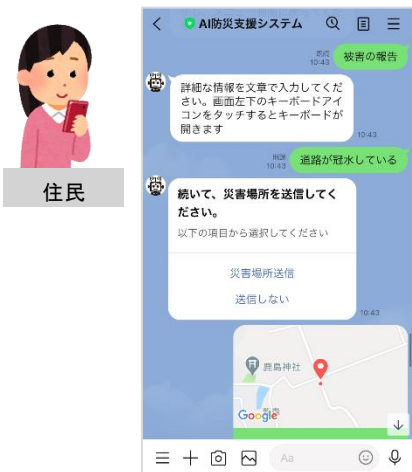 住民
AI防災支援システム
既読
10:43
被害の報告
詳細な情報を文章で入力してくだ
さい。画面左下のキーボードアイ
コンをタッチするとキーボードが
開きます
10:43
既読
10:43
道路が冠水している
続いて、災害場所を送信してく
ださい。
以下の項目から選択してください
災害場所送信
送信しない
10:43
鹿島神社
Google
Aa